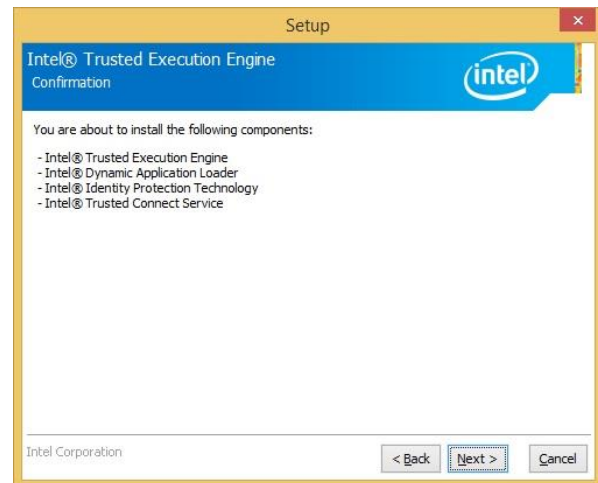 Setup
Intel® Trusted Execution Engine
Confirmation
intel
You are about to install the following components:
- Intel® Trusted Execution Engine
- Intel® Dynamic Application Loader
- Intel® Identity Protection Technology
- Intel® Trusted Connect Service
Intel Corporation
< Back Next > Cancel